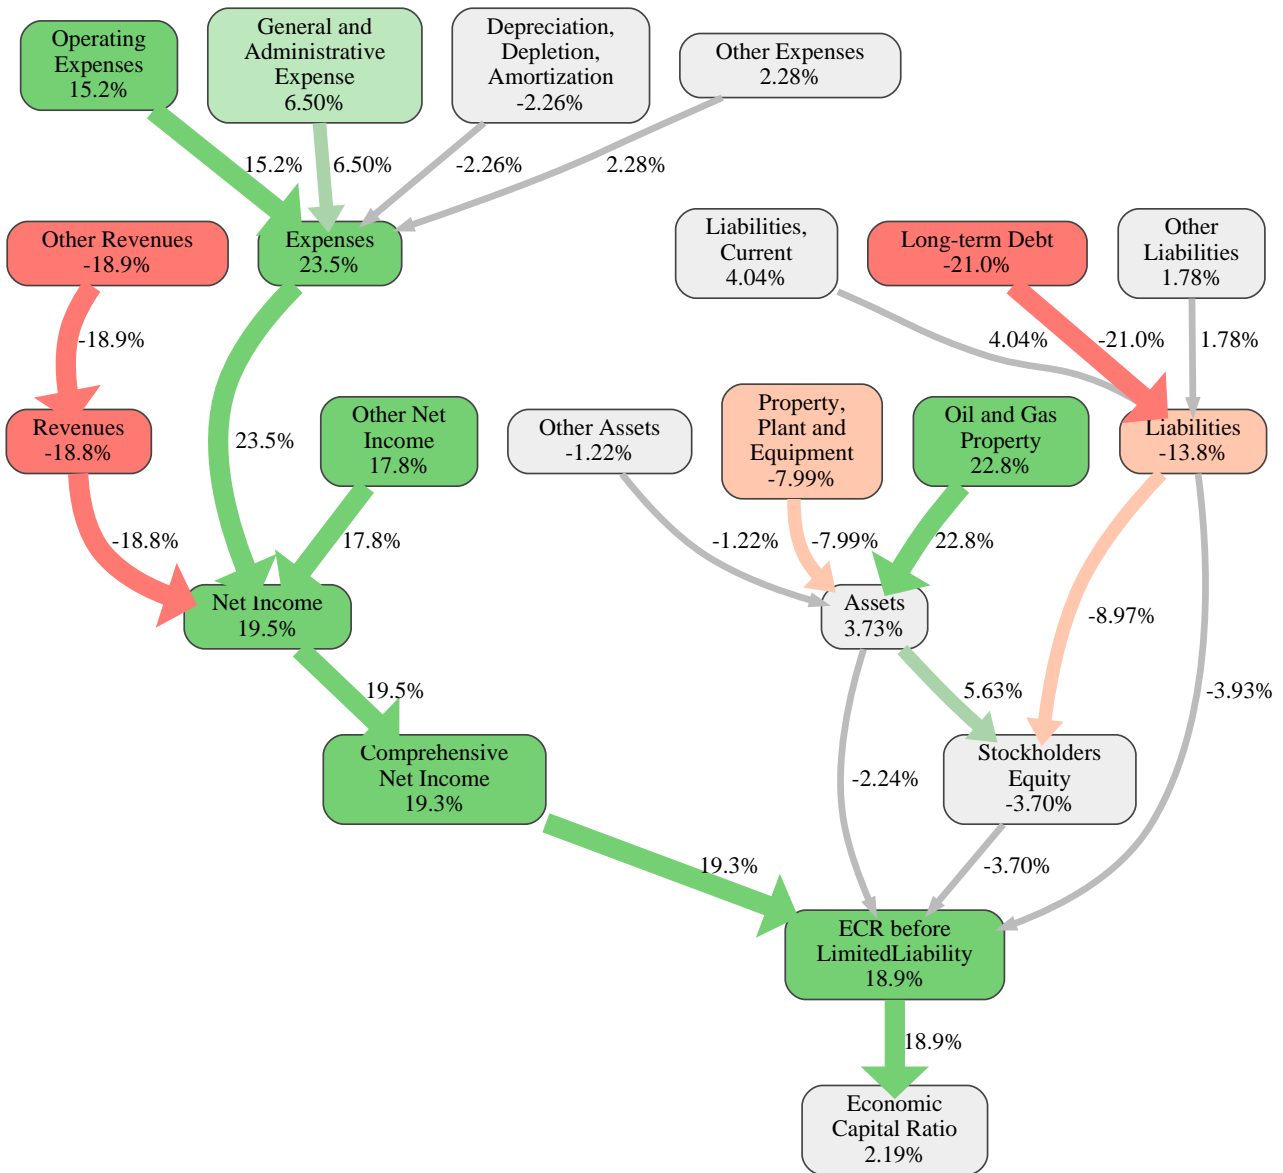 Operating
Expenses
15.2%
General and
Administrative
Expense
6.50%
Depreciation,
Depletion,
Amortization
-2.26%
Other Expenses
2.28%
15.2%
6.50%
-2.26%
2.28%
Other Revenues
-18.9%
Expenses
23.5%
Liabilities,
Current
4.04%
Long-term Debt
-21.0%
Other
Liabilities
1.78%
-18.9%
4.04%
-21.0%
1.78%
Revenues
-18.8%
23.5%
Other Net
Income
17.8%
Other Assets
-1.22%
Property,
Plant and
Equipment
-7.99%
Oil and Gas
Property
22.8%
Liabilities
-13.8%
-18.8%
17.8%
-1.22%
-7.99%
22.8%
Net Income
19.5%
Assets
3.73%
-8.97%
19.5%
5.63%
-3.93%
Comprehensive
Net Income
19.3%
-2.24%
Stockholders
Equity
-3.70%
19.3%
-3.70%
ECR before
LimitedLiability
18.9%
18.9%
Economic
Capital Ratio
2.19%